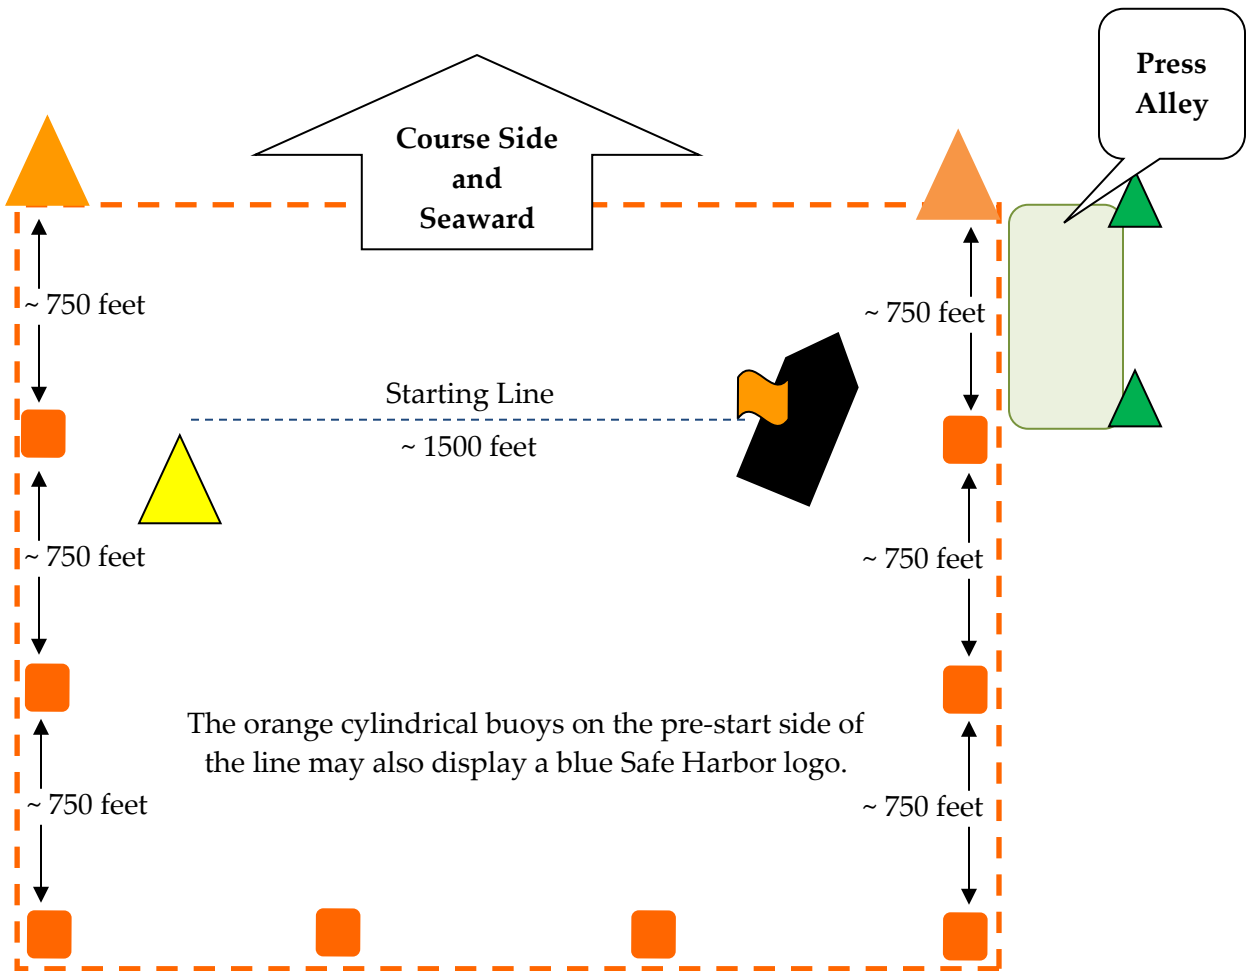 Press
Alley
Course Side
and
Seaward
~ 750 feet
~ 750 feet
Starting Line
~ 1500 feet
~ 750 feet
~ 750 feet
The orange cylindrical buoys on the pre-start side of
the line may also display a blue Safe Harbor logo.
~ 750 feet
~ 750 feet